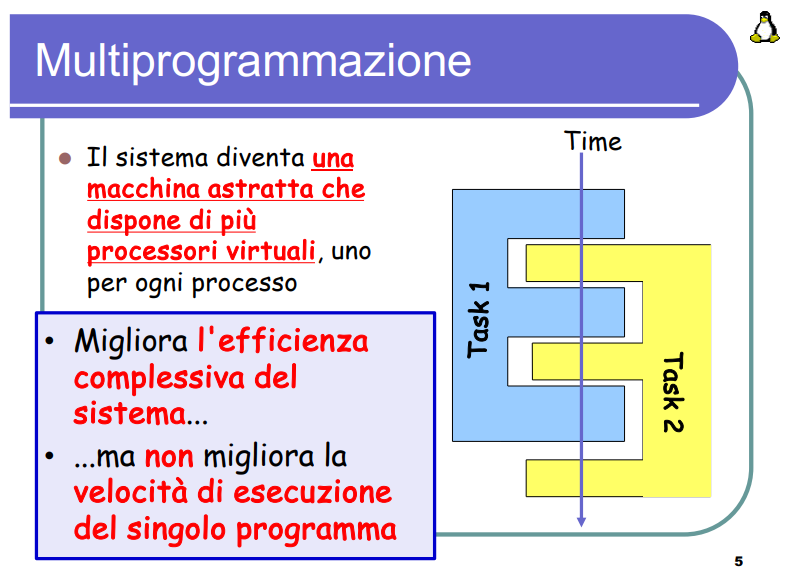 Multiprogrammazione
Il sistema diventa una
macchina astratta che
dispone di più
processori virtuali, uno
per ogni processo
Migliora l'efficienza
complessiva del
sistema...
...ma non migliora la
velocità di esecuzione
del singolo programma
Time
Task 1
Task 2
5